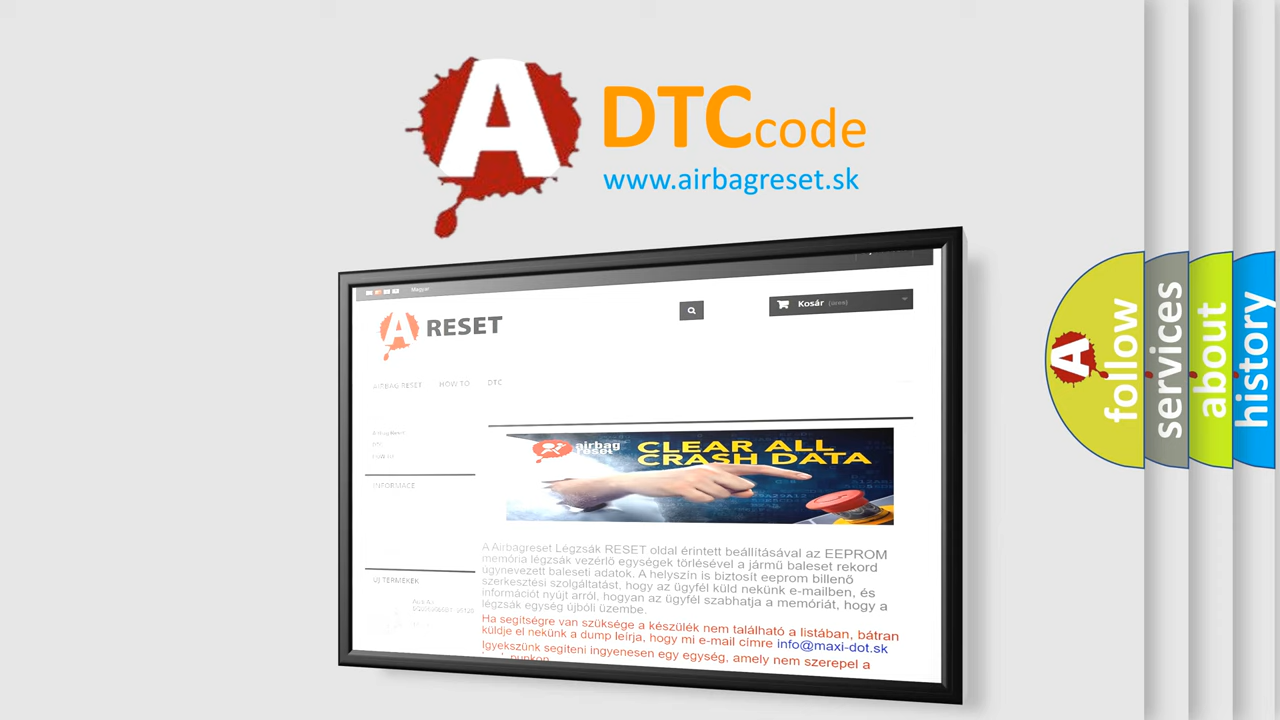 A
DTC code
www.airbagreset.sk
Magyar
A RESET
Kosár (üres)
AIRBAG RESET HOW TO DTC
DTC
INFORMACE
ÚJ TERMÉKEK
airbag
reset
CLEAR ALL
CRASH DATA
A Airbagreset Légzsák RESET oldal érintett beállításával az EEPROM
memória légzsák vezérlő egységek törlésével a jármű baleset rekord
úgynevezett baleseti adatok. A helyszín is biztosít eeprom billenő
szerkesztési szolgáltatást, hogy az ügyfél küld nekünk e-mailben, és
információt nyújt arról, hogyan az ügyfél szabhatja a memóriát, hogy a
légzsák egység újbóli üzembe.
Ha segítségre van szüksége a készülék nem található a listában, bátran
küldje el nekünk a dump leírja, hogy mi e-mail címre info@maxi-dot.sk
Igyekszünk segíteni ingyenesen egy egység, amely nem szerepel a
A
follow
services
about
history